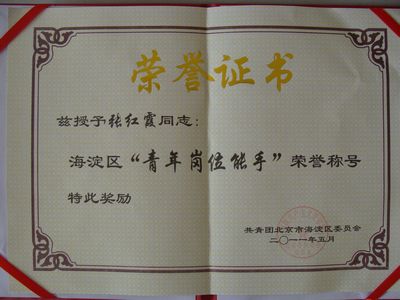 荣誉证书
兹授予张红霞同志:
海淀区“青年岗位能手”荣誉称号
特此奖励
共青团北京市海淀区委员会
二〇一一年五月